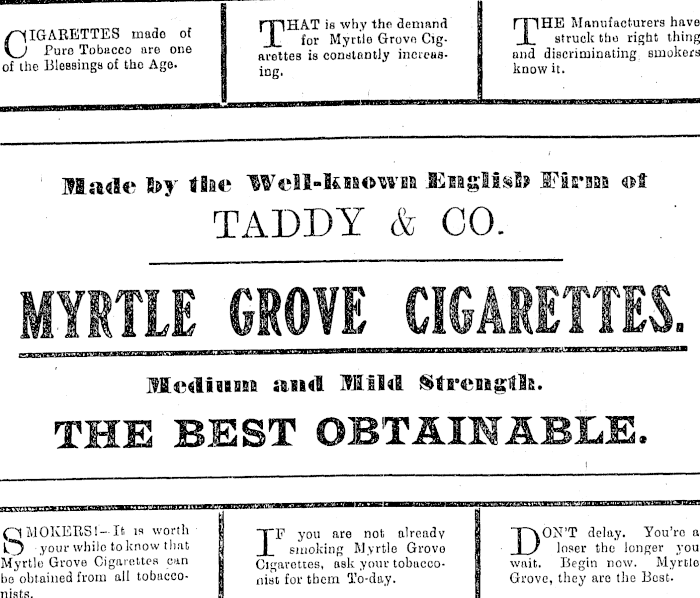 CIGARETTES made of
Pure Tobacco are one
of the Blessings of the Age.
THAT is why the demand
for Myrtle Grove Cig-
arettes is constantly increas-
ing.
THE Manufacturers have
struck the right thing
and discriminating smokers
know it.
Made by the Well-known English Firm of
TADDY & CO.
MYRTLE GROVE CIGARETTES.
Medium and Mild Strength.
THE BEST OBTAINABLE.
SMOKERS!—It is worth
your while to know that
Myrtle Grove Cigarettes can
be obtained from all tobacco-
nists.
IF you are not already
smoking Myrtle Grove
Cigarettes, ask your tobacco-
nist for them To-day.
DON'T delay. You're a
loser the longer you
wait. Begin now. Myrtle
Grove, they are the Best.